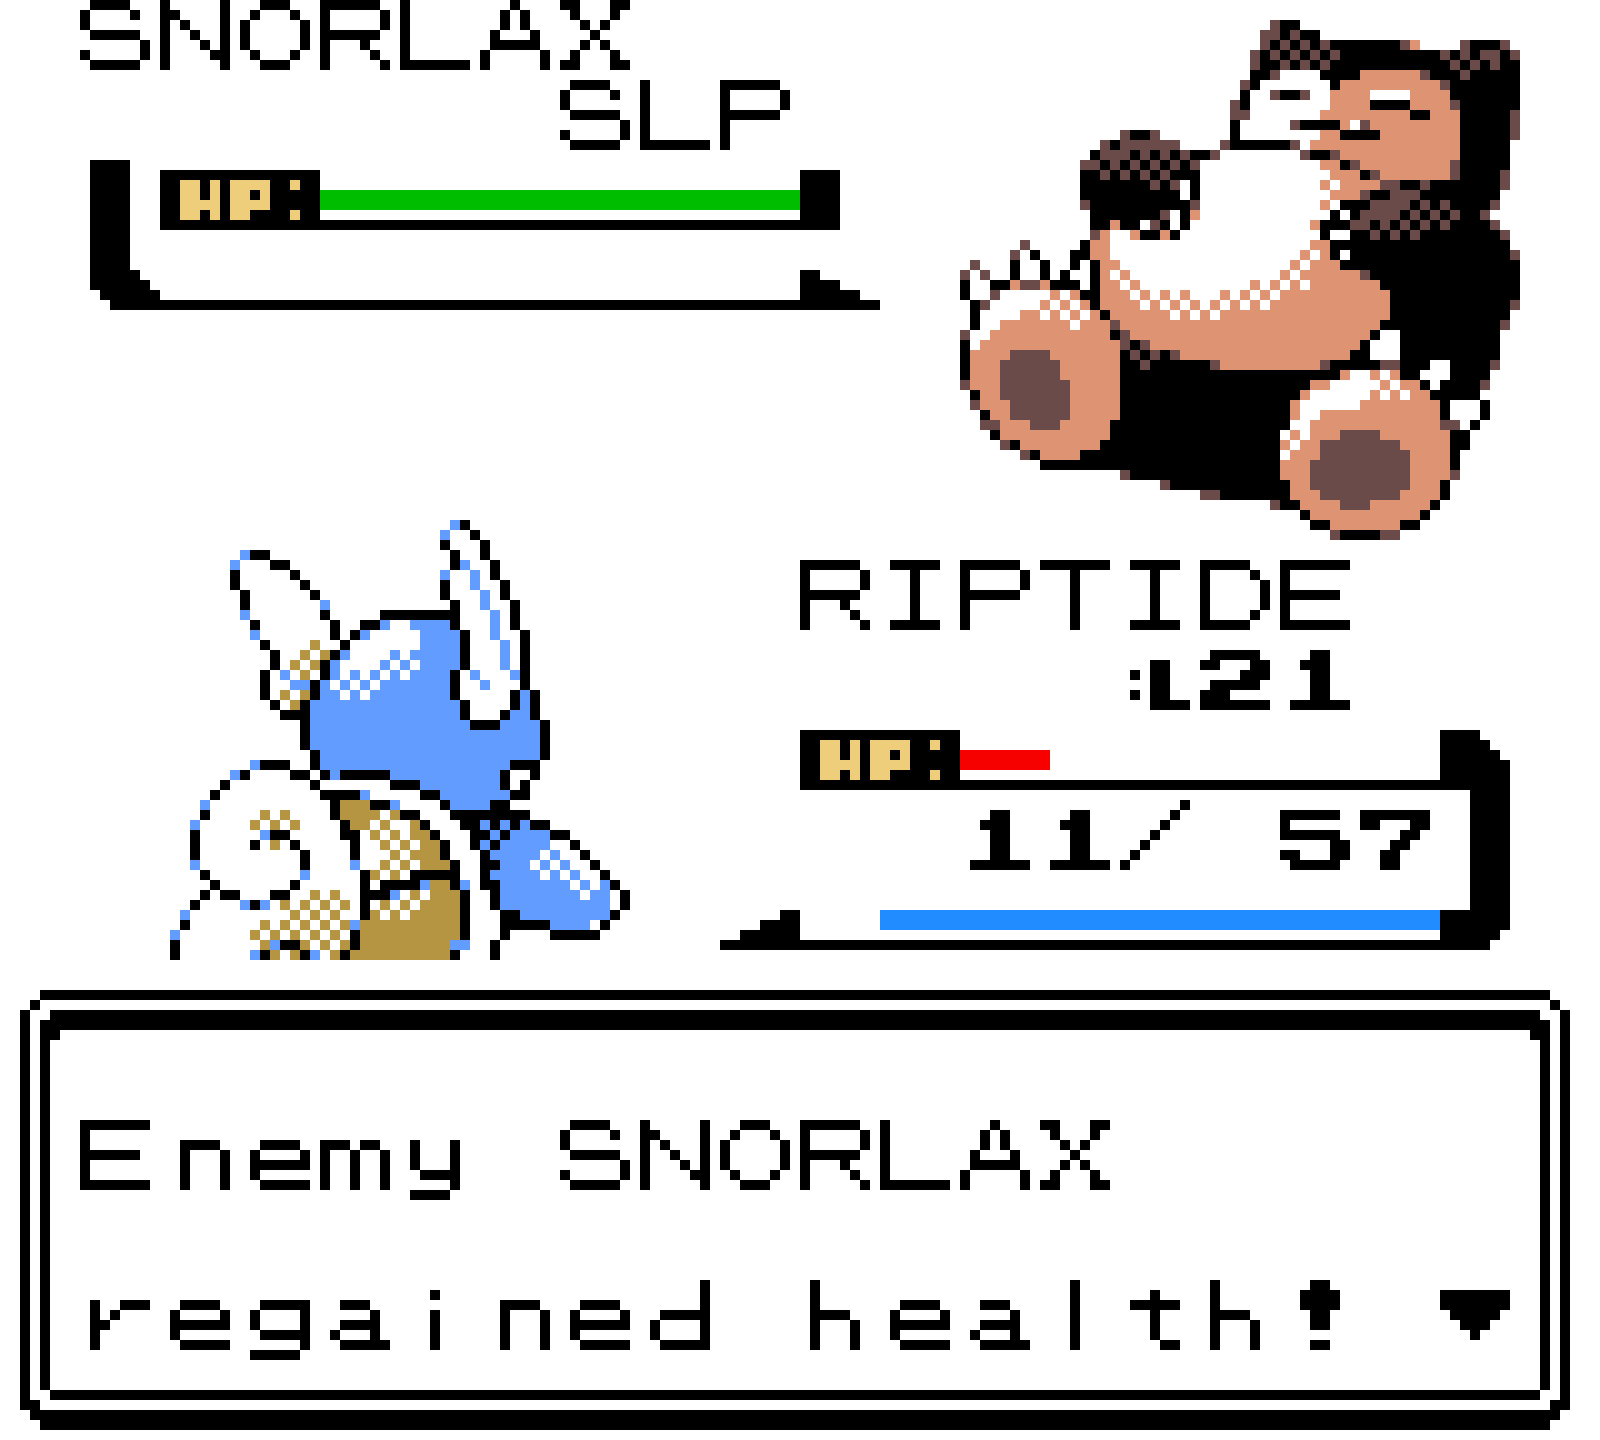 SNORLAX
SLP
HP:
RIPTIDE
:L21
HP:
11/ 57
Enemy SNORLAX
regained health!